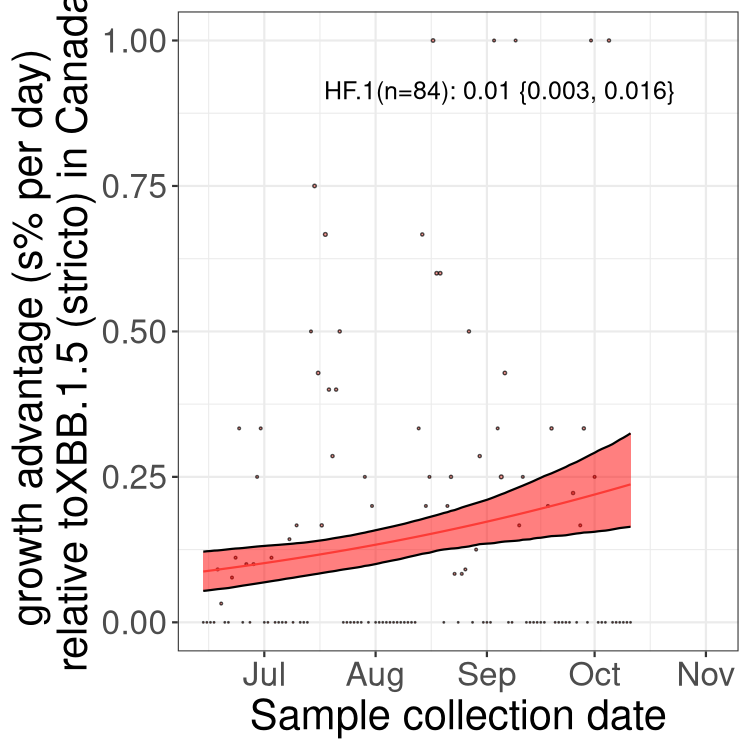 growth advantage (s% per day)
relative toXBB.1.5 (stricto) in Canada
1.00
0.75
0.50
0.25
0.00
HF.1(n=84): 0.01 {0.003, 0.016}
Jul Aug Sep Oct Nov
Sample collection date